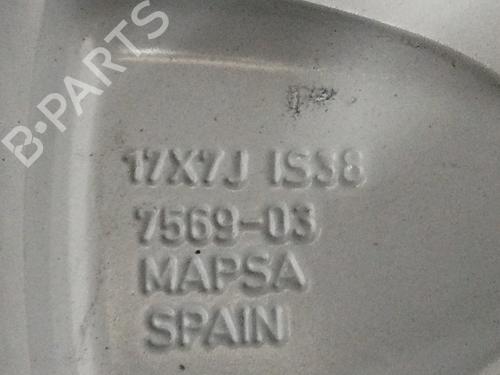 B-PARTS
17X7J IS38
7569-03
MAPSA
SPAIN